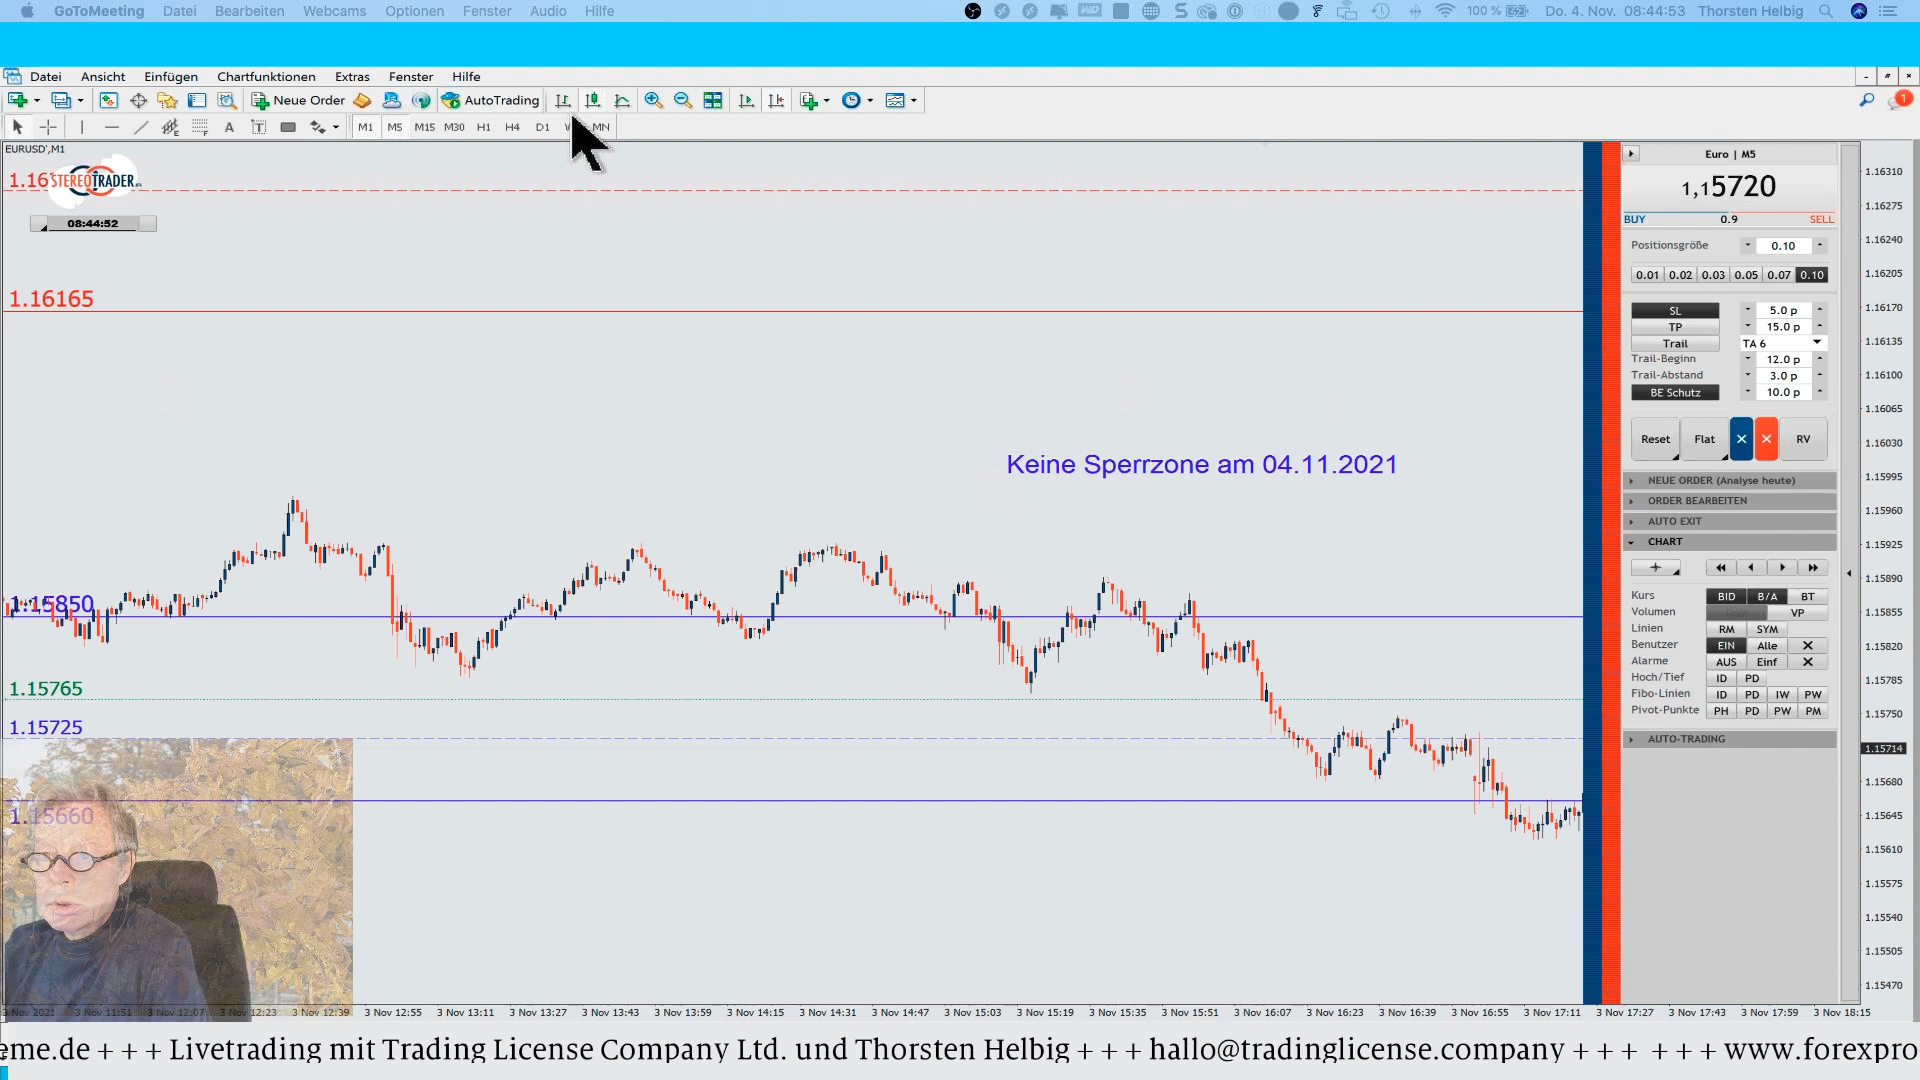 GoToMeeting Datei Bearbeiten Webcams Optionen Fenster Audio Hilfe 100 % Do. 4. Nov. 08:44:53 Thorsten Helbig
Datei Ansicht Einfügen Chartfunktionen Extras Fenster Hilfe
Neue Order AutoTrading 1
A T M1 M5 M15 M30 H1 H4 D1 MN
EURUSD',M1
STEREOTRADER
08:44:52
1.16165
Keine Sperrzone am 04.11.2021
1.15850
1.15765
1.15725
1.15660
Euro | M5
1,15720
BUY 0.9 SELL
Positionsgröße 0.10
0.01 0.02 0.03 0.05 0.07 0.10
SL 5.0 p
TP 15.0 p
Trail TA 6
Trail-Beginn 12.0 p
Trail-Abstand 3.0 p
BE Schutz 10.0 p
Reset Flat × × RV
NEUE ORDER (Analyse heute)
ORDER BEARBEITEN
AUTO EXIT
CHART
Kurs BID B/A BT
Volumen VP
Linien RM SYM
Benutzer EIN Alle ×
Alarme AUS Einf ×
Hoch/Tief ID PD
Fibo-Linien ID PD IW PW
Pivot-Punkte PH PD PW PM
AUTO-TRADING
1.16310
1.16275
1.16240
1.16205
1.16170
1.16135
1.16100
1.16065
1.16030
1.15995
1.15960
1.15925
1.15890
1.15855
1.15820
1.15785
1.15750
1.15714
1.15680
1.15645
1.15610
1.15575
1.15540
1.15505
1.15470
3 Nov 2021 3 Nov 11:51 3 Nov 12:07 3 Nov 12:23 3 Nov 12:39 3 Nov 12:55 3 Nov 13:11 3 Nov 13:27 3 Nov 13:43 3 Nov 13:59 3 Nov 14:15 3 Nov 14:31 3 Nov 14:47 3 Nov 15:03 3 Nov 15:19 3 Nov 15:35 3 Nov 15:51 3 Nov 16:07 3 Nov 16:23 3 Nov 16:39 3 Nov 16:55 3 Nov 17:11 3 Nov 17:27 3 Nov 17:43 3 Nov 17:59 3 Nov 18:15
eme.de + + + Livetrading mit Trading License Company Ltd. und Thorsten Helbig + + + hallo@tradinglicense.company + + + + + + www.forexpro